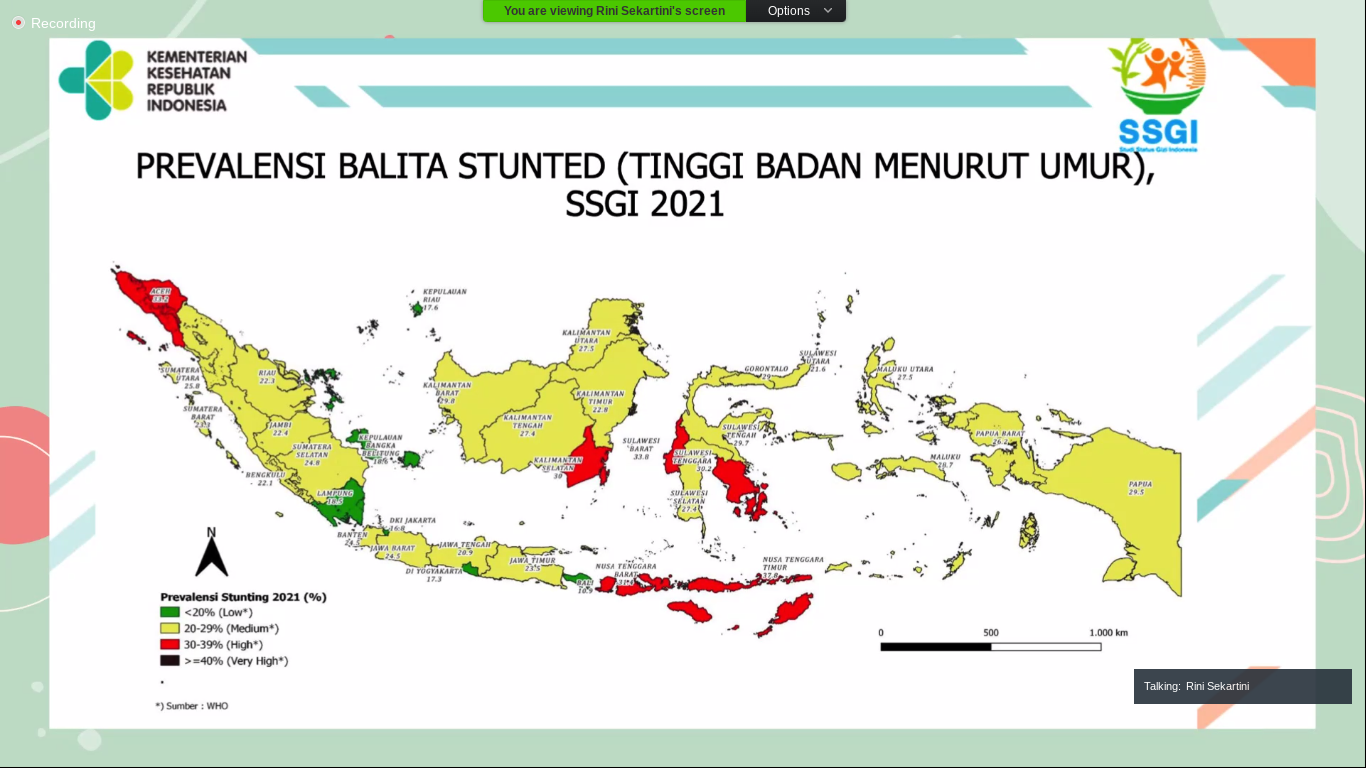 Recording
You are viewing Rini Sekartini's screen
Options
KEMENTERIAN
KESEHATAN
REPUBLIK
INDONESIA
SSGI
Studi Status Gizi Indonesia
PREVALENSI BALITA STUNTED (TINGGI BADAN MENURUT UMUR),
SSGI 2021
ACEH
33.2
KEPULAUAN
RIAU
17.6
SUMATERA
UTARA
25.8
RIAU
22.3
SUMATERA
BARAT
23.3
JAMBI
22.4
SUMATERA
SELATAN
24.8
KEPULAUAN
BANGKA
BELITUNG
18.6
BENGKULU
22.1
LAMPUNG
18.5
DKI JAKARTA
16.8
BANTEN
24.5
JAWA BARAT
24.5
JAWA TENGAH
20.9
DI YOGYAKARTA
17.3
JAWA TIMUR
23.5
BALI
10.9
NUSA TENGGARA
BARAT
31.4
NUSA TENGGARA
TIMUR
37.8
KALIMANTAN
UTARA
27.5
KALIMANTAN
BARAT
29.8
KALIMANTAN
TIMUR
22.8
KALIMANTAN
TENGAH
27.4
KALIMANTAN
SELATAN
30
SULAWESI
BARAT
33.8
GORONTALO
29
SULAWESI
UTARA
21.6
SULAWESI
TENGAH
29.7
SULAWESI
TENGGARA
30.2
SULAWESI
SELATAN
27.4
MALUKU UTARA
27.5
MALUKU
28.7
PAPUA BARAT
26.2
PAPUA
29.5
N
Prevalensi Stunting 2021 (%)
<20% (Low*)
20-29% (Medium*)
30-39% (High*)
>=40% (Very High*)
*) Sumber : WHO
0 500 1.000 km
Talking: Rini Sekartini